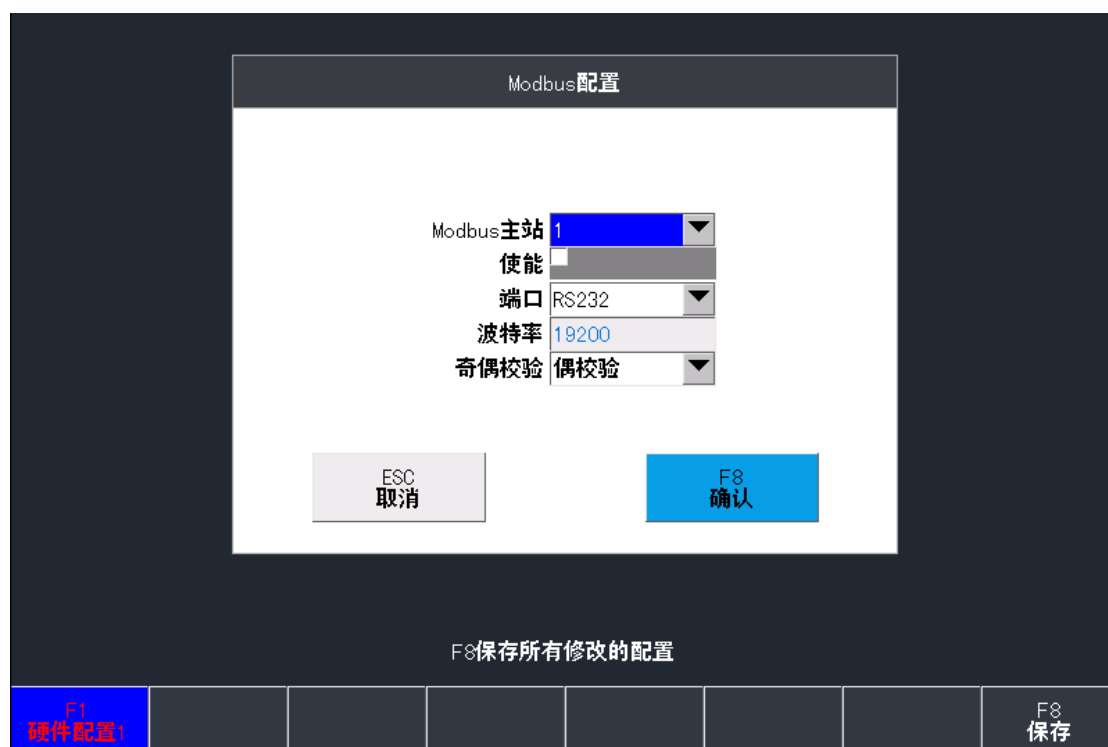 Modbus配置
Modbus主站 1
使能
端口 RS232
波特率 19200
奇偶校验 偶校验
ESC
取消
F8
确认
F8保存所有修改的配置
F1
硬件配置1
F8
保存